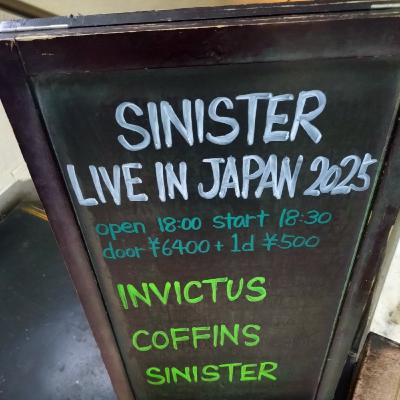 SINISTER
LIVE IN JAPAN 2025
open 18:00 start 18:30
door ¥6400 + 1d ¥500
INVICTUS
COFFINS
SINISTER